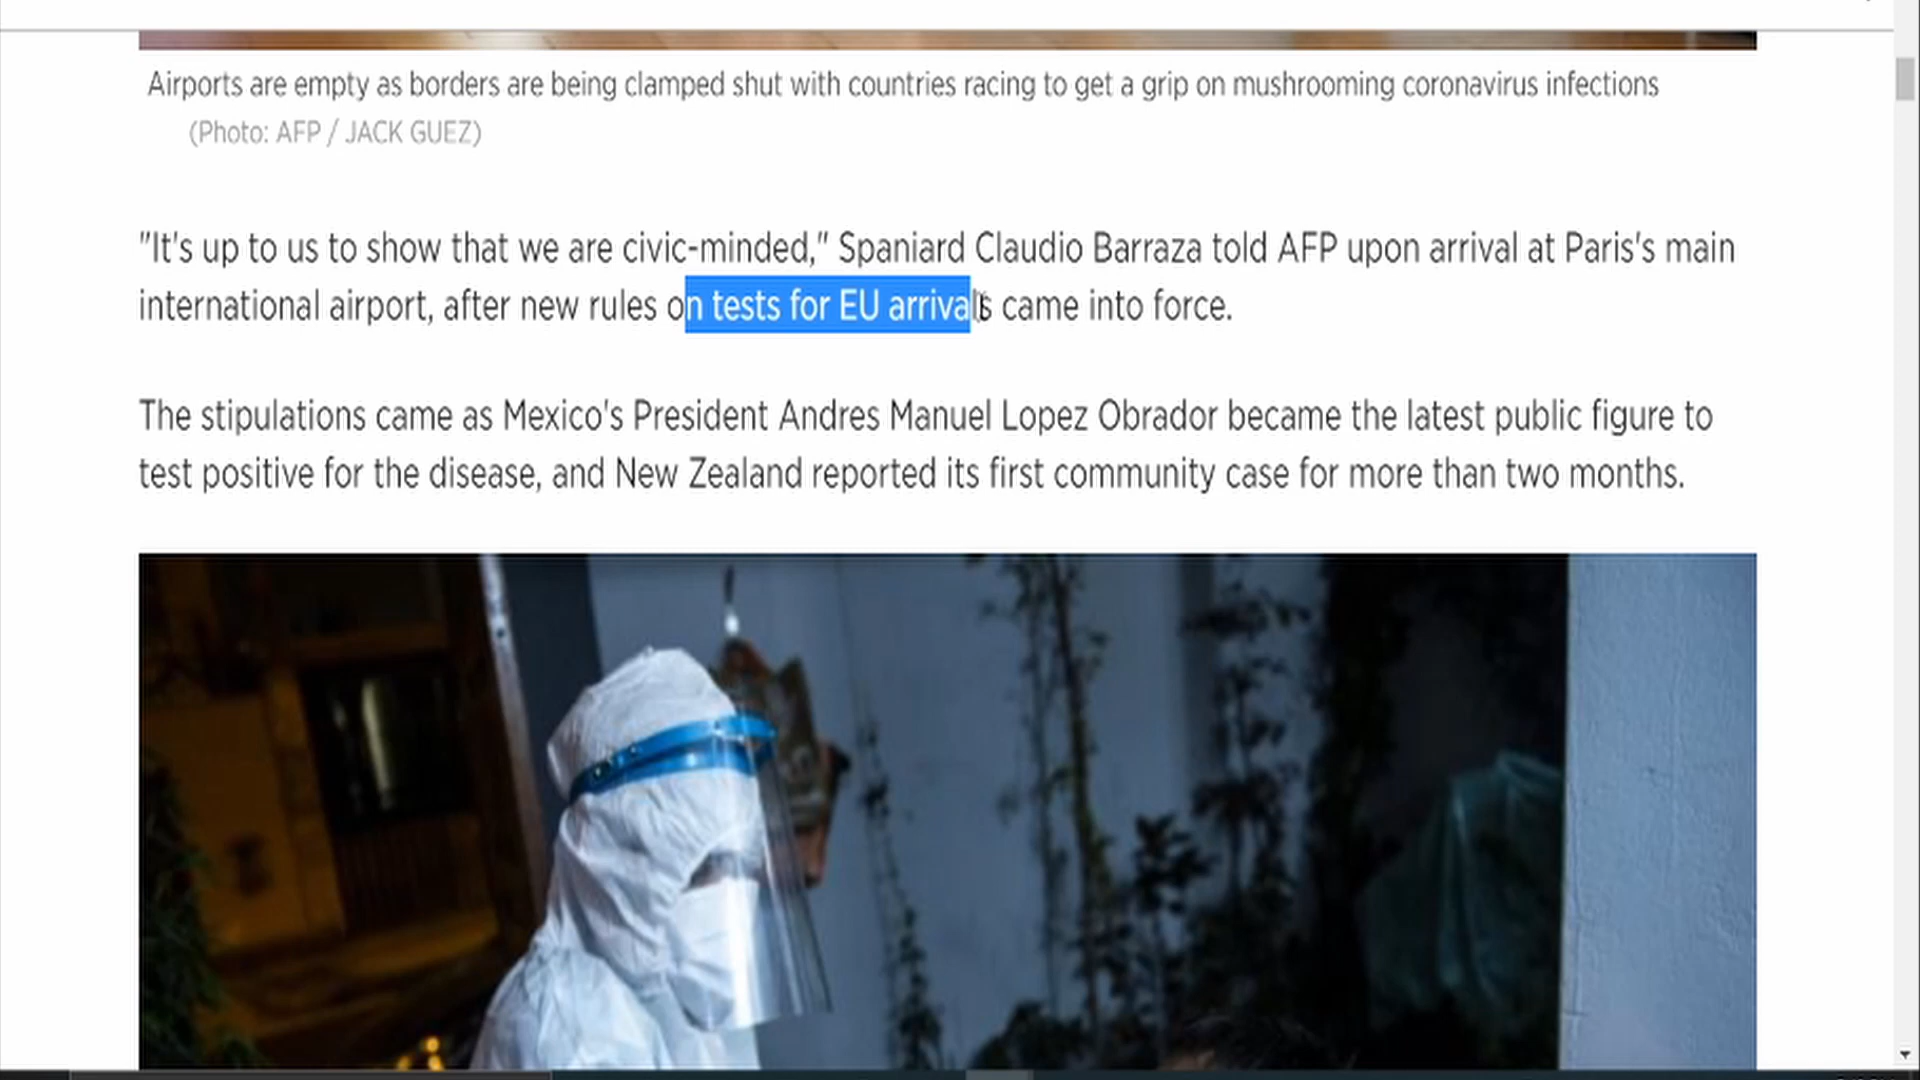 Airports are empty as borders are being clamped shut with countries racing to get a grip on mushrooming coronavirus infections
(Photo: AFP / JACK GUEZ)
"It's up to us to show that we are civic-minded," Spaniard Claudio Barraza told AFP upon arrival at Paris's main
international airport, after new rules on tests for EU arrivals came into force.
The stipulations came as Mexico's President Andres Manuel Lopez Obrador became the latest public figure to
test positive for the disease, and New Zealand reported its first community case for more than two months.